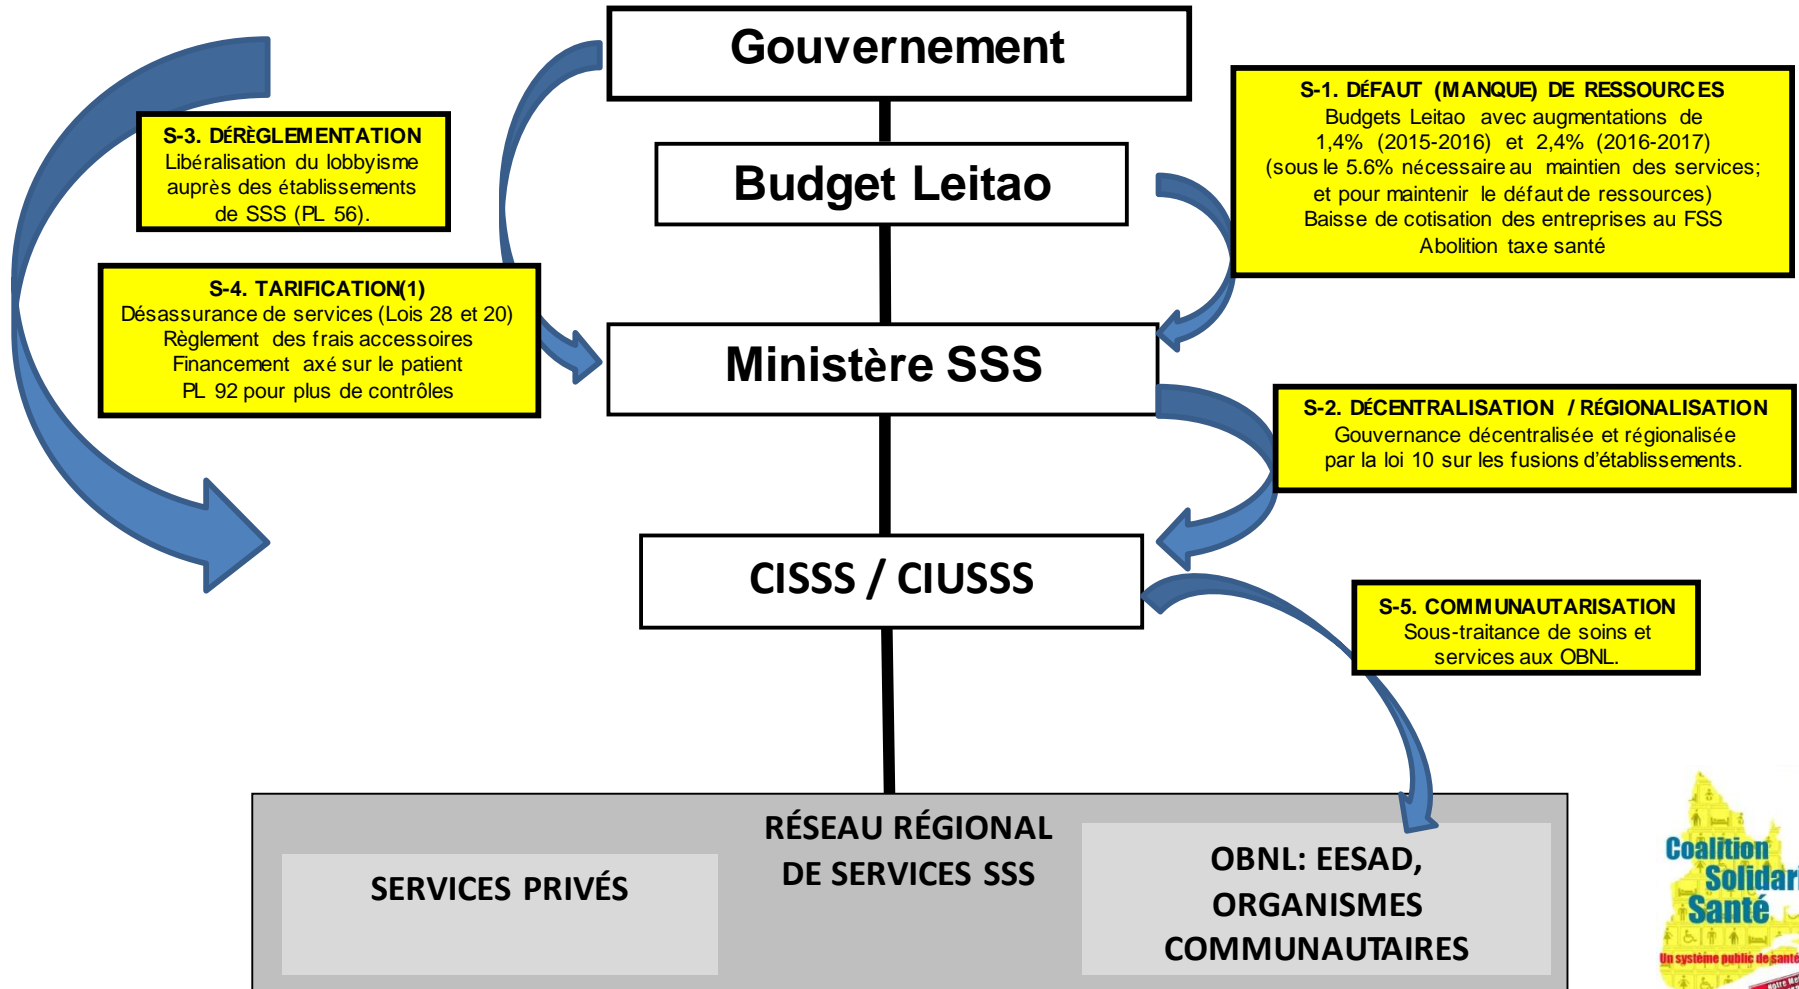 Gouvernement
S-3. DÉRÈGLEMENTATION
Libéralisation du lobbyisme
auprès des établissements
de SSS (PL 56).
S-1. DÉFAUT (MANQUE) DE RESSOURCES
Budgets Leitao avec augmentations de
1,4% (2015-2016) et 2,4% (2016-2017)
(sous le 5.6% nécessaire au maintien des services;
et pour maintenir le défaut de ressources)
Baisse de cotisation des entreprises au FSS
Abolition taxe santé
Budget Leitao
S-4. TARIFICATION(1)
Désassurance de services (Lois 28 et 20)
Règlement des frais accessoires
Financement axé sur le patient
PL 92 pour plus de contrôles
Ministère SSS
S-2. DÉCENTRALISATION / RÉGIONALISATION
Gouvernance décentralisée et régionalisée
par la loi 10 sur les fusions d'établissements.
CISSS / CIUSSS
S-5. COMMUNAUTARISATION
Sous-traitance de soins et
services aux OBNL.
RÉSEAU RÉGIONAL
DE SERVICES SSS
SERVICES PRIVÉS
OBNL: EESAD,
ORGANISMES
COMMUNAUTAIRES
Coalition
Solidari
Santé
Un système public de santé